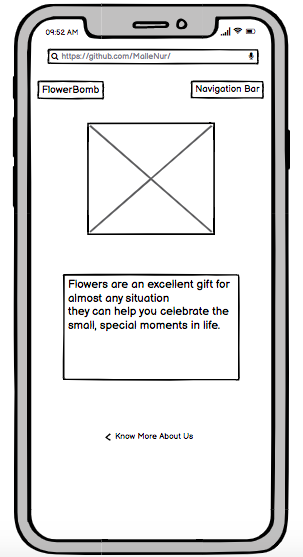 09:52 AM
https://github.com/MalleNur/
FlowerBomb
Navigation Bar
Flowers are an excellent gift for
almost any situation
they can help you celebrate the
small, special moments in life.
Know More About Us